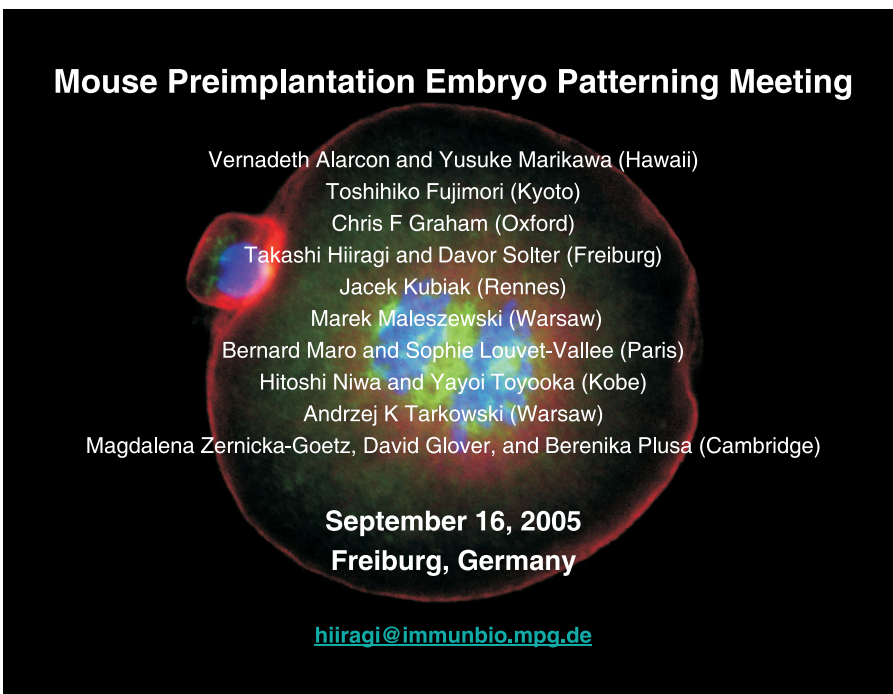 Mouse Preimplantation Embryo Patterning Meeting
Vernadeth Alarcon and Yusuke Marikawa (Hawaii)
Toshihiko Fujimori (Kyoto)
Chris F Graham (Oxford)
Takashi Hiiragi and Davor Solter (Freiburg)
Jacek Kubiak (Rennes)
Marek Maleszewski (Warsaw)
Bernard Maro and Sophie Louvet-Vallee (Paris)
Hitoshi Niwa and Yayoi Toyooka (Kobe)
Andrzej K Tarkowski (Warsaw)
Magdalena Zernicka-Goetz, David Glover, and Berenika Plusa (Cambridge)
September 16, 2005
Freiburg, Germany
hiiragi@immunbio.mpg.de